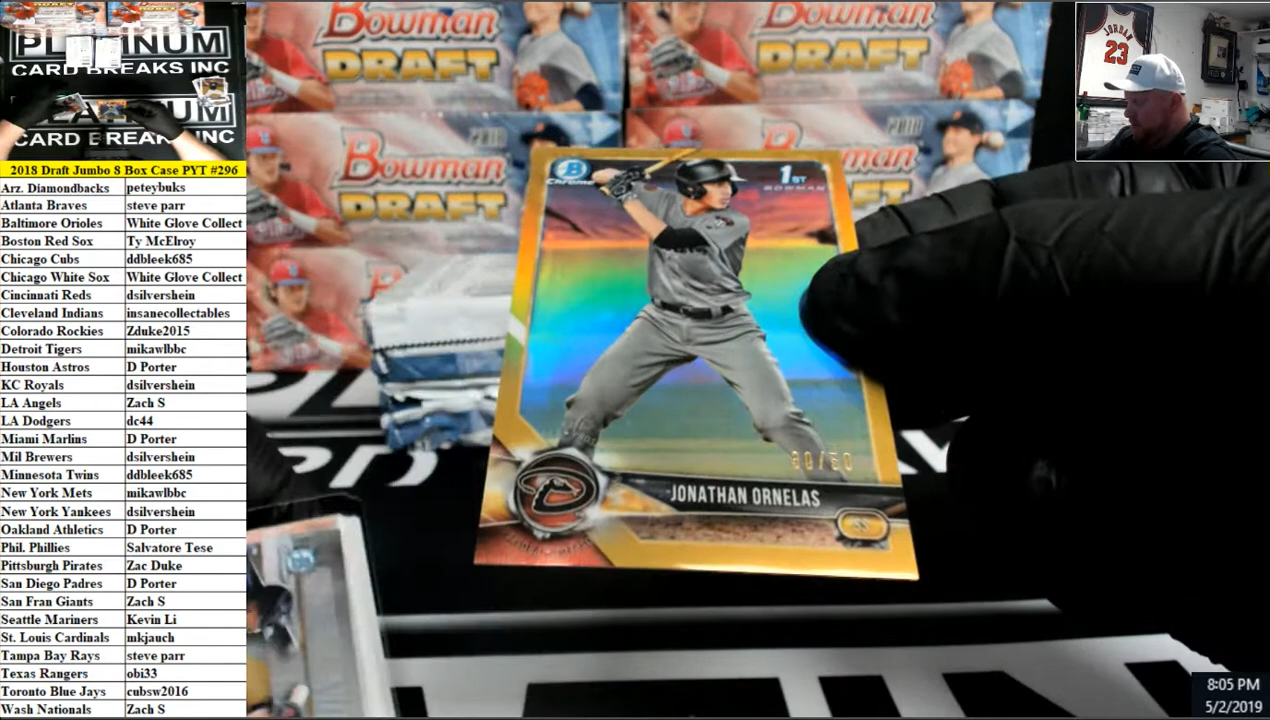 PLATINUM
CARD BREAKS INC
CARD BREAK INC
2018 Draft Jumbo 8 Box Case PYT #296
Arz. Diamondbacks peteybuks
Atlanta Braves steve parr
Baltimore Orioles White Glove Collect
Boston Red Sox Ty McElroy
Chicago Cubs ddbleek685
Chicago White Sox White Glove Collect
Cincinnati Reds dsilvershein
Cleveland Indians insanecollectables
Colorado Rockies Zduke2015
Detroit Tigers mikawlbbc
Houston Astros D Porter
KC Royals dsilvershein
LA Angels Zach S
LA Dodgers dc44
Miami Marlins D Porter
Mil Brewers dsilvershein
Minnesota Twins ddbleek685
New York Mets mikawlbbc
New York Yankees dsilvershein
Oakland Athletics D Porter
Phil. Phillies Salvatore Tese
Pittsburgh Pirates Zac Duke
San Diego Padres D Porter
San Fran Giants Zach S
Seattle Mariners Kevin Li
St. Louis Cardinals mkjauch
Tampa Bay Rays steve parr
Texas Rangers obi33
Toronto Blue Jays cubsw2016
Wash Nationals Zach S
Bowman
DRAFT
Bowman
DRAFT
2018
Bowman
DRAFT
2018
B
Chrome
1ST
BOWMAN
JONATHAN ORNELAS
JORDAN
23
8:05 PM
5/2/2019